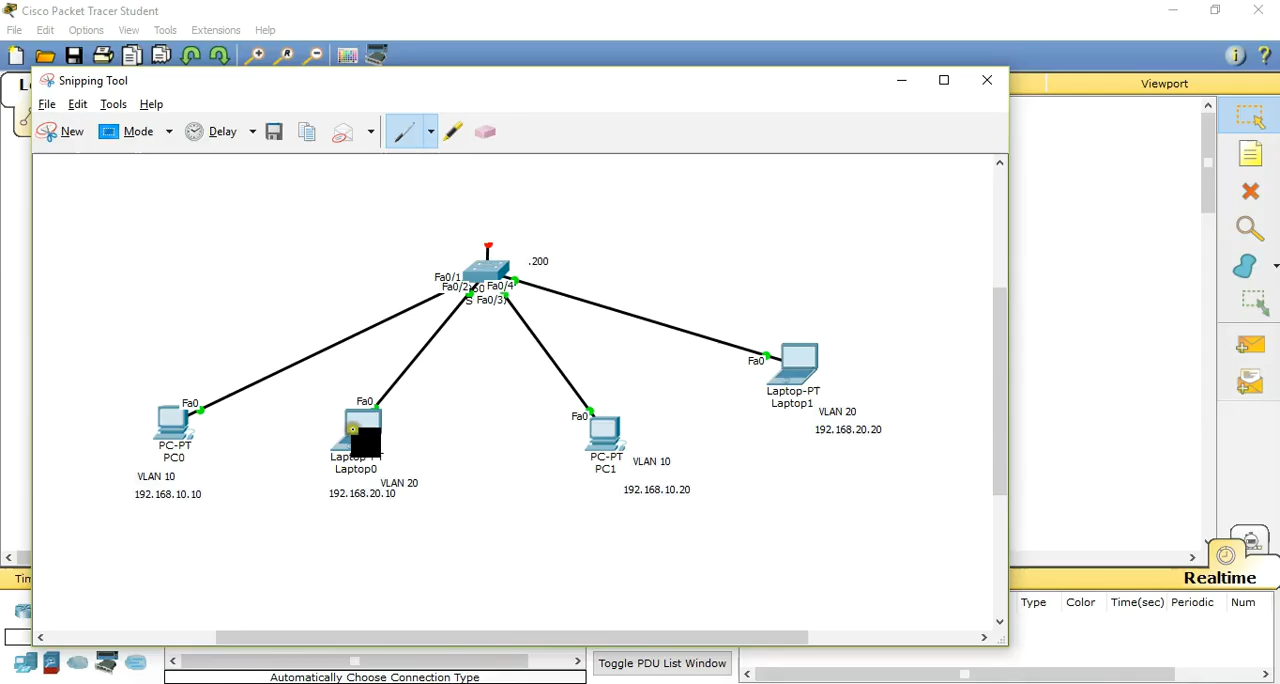 Cisco Packet Tracer Student
File Edit Options View Tools Extensions Help
Snipping Tool
Viewport
File Edit Tools Help
New Mode Delay
.200
Fa0/1
Fa0/2 Fa0/4
S Fa0/3
Fa0
Laptop-PT
Laptop1
VLAN 20
192.168.20.20
Fa0
PC-PT
PC0
VLAN 10
192.168.10.10
Fa0
Laptop0
VLAN 20
192.168.20.10
Fa0
PC-PT
PC1
VLAN 10
192.168.10.20
Realtime
Type Color Time(sec) Periodic Num
Toggle PDU List Window
Automatically Choose Connection Type